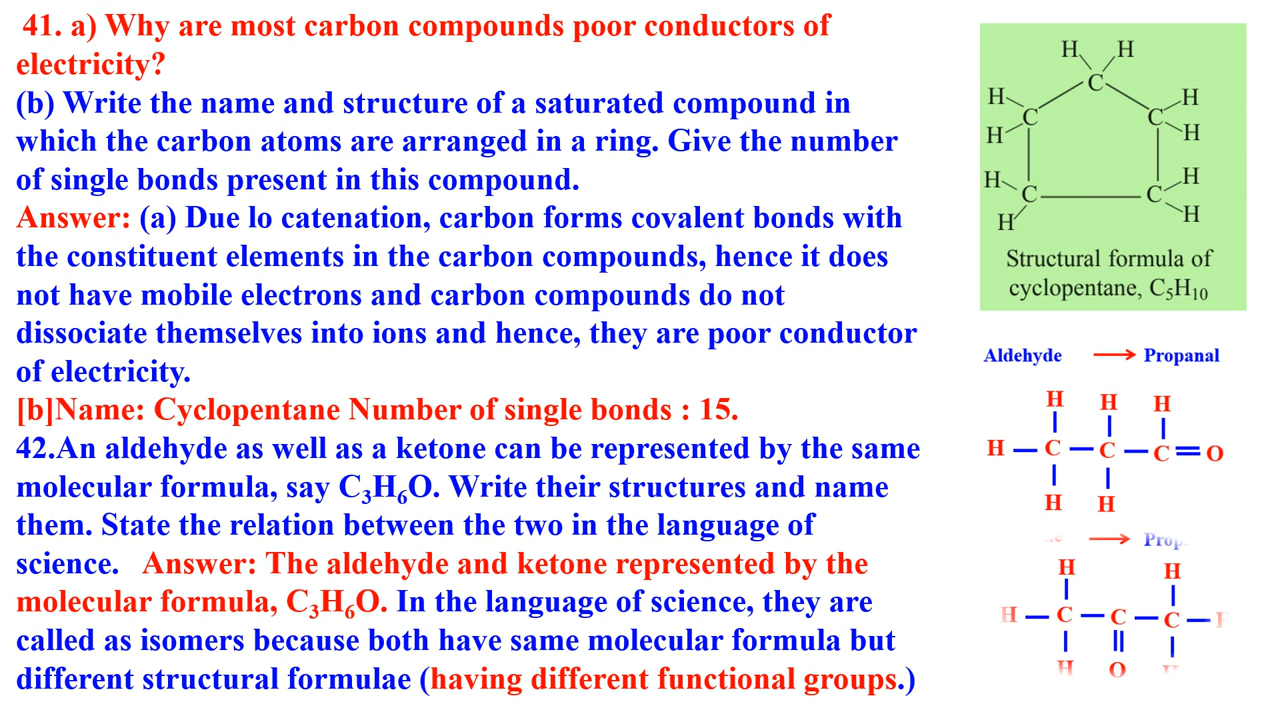 41. a) Why are most carbon compounds poor conductors of
electricity?
(b) Write the name and structure of a saturated compound in
which the carbon atoms are arranged in a ring. Give the number
of single bonds present in this compound.
Answer: (a) Due lo catenation, carbon forms covalent bonds with
the constituent elements in the carbon compounds, hence it does
not have mobile electrons and carbon compounds do not
dissociate themselves into ions and hence, they are poor conductor
of electricity.
[b]Name: Cyclopentane Number of single bonds : 15.
42.An aldehyde as well as a ketone can be represented by the same
molecular formula, say C₃H₆O. Write their structures and name
them. State the relation between the two in the language of
science. Answer: The aldehyde and ketone represented by the
molecular formula, C₃H₆O. In the language of science, they are
called as isomers because both have same molecular formula but
different structural formulae (having different functional groups.)
H H
H C H
H C C H
H C C H
H H
Structural formula of
cyclopentane, C₅H₁₀
Aldehyde → Propanal
H H H
H — C — C — C = O
H H
→
H H
H — C — C — C — H
H O H